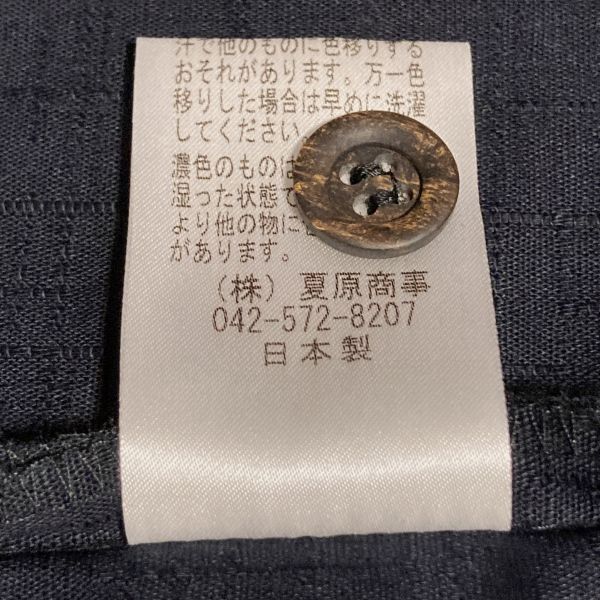 汗で他のものに色移りする
おそれがあります。万一色
移りした場合は早めに洗濯
してください。
濃色のものは
湿った状態で
より他の物に
があります。
（株）夏原商事
042-572-8207
日本製